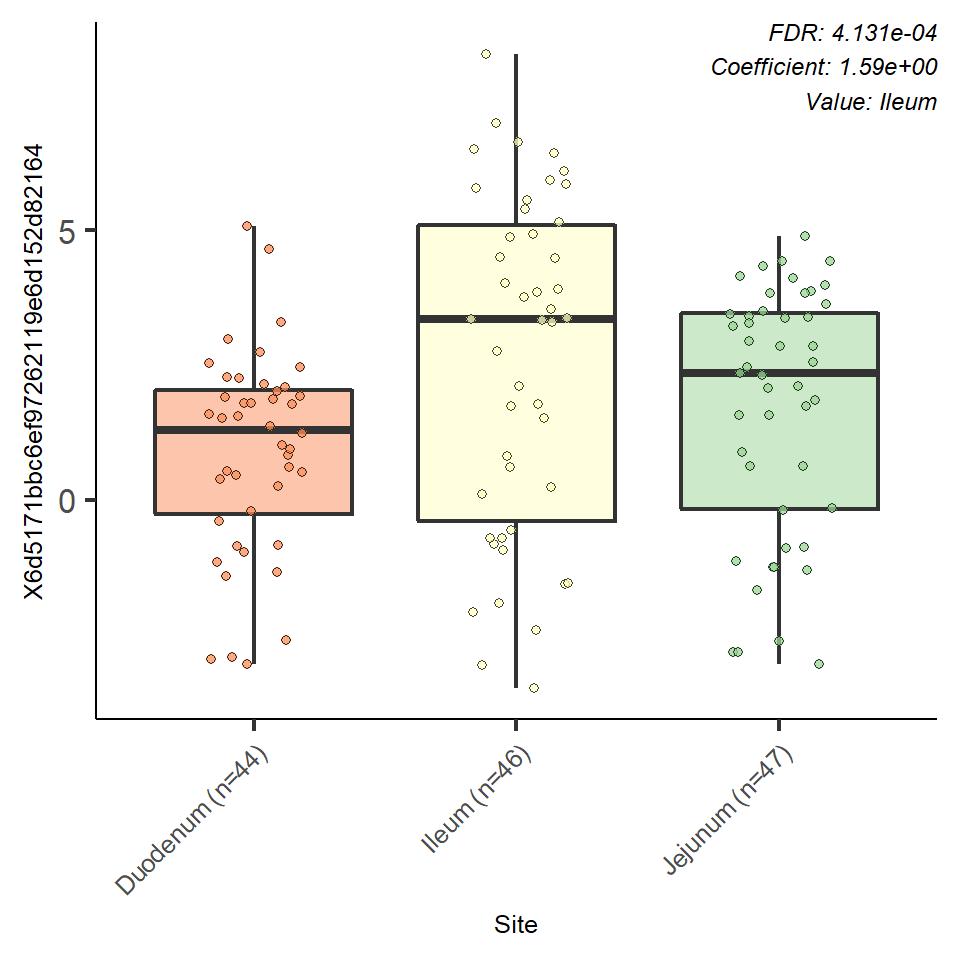 FDR: 4.131e-04
Coefficient: 1.59e+00
Value: Ileum
X6d5171bbc6ef97262119e6d152d82164
5
0
Duodenum (n=44)
Ileum (n=46)
Jejunum (n=47)
Site